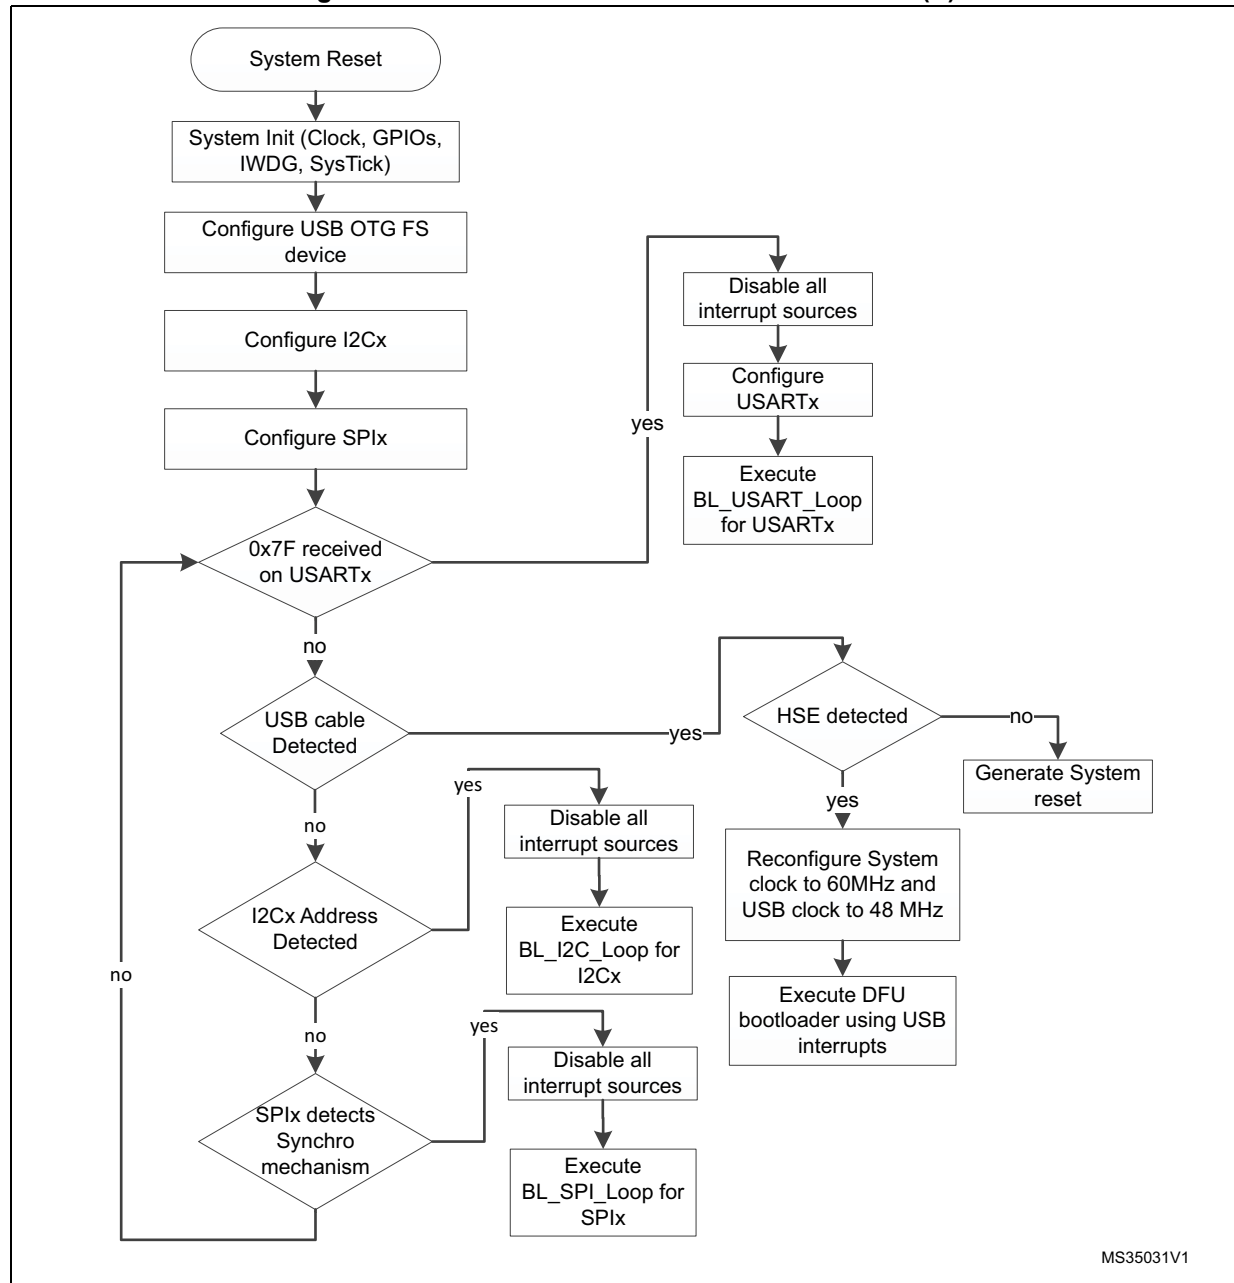 System Reset
System Init (Clock, GPIOs,
IWDG, SysTick)
Configure USB OTG FS
device
Configure I2Cx
Configure SPIx
0x7F received
on USARTx
yes
Disable all
interrupt sources
Configure
USARTx
Execute
BL_USART_Loop
for USARTx
no
USB cable
Detected
yes
HSE detected
no
Generate System
reset
yes
Reconfigure System
clock to 60MHz and
USB clock to 48 MHz
Execute DFU
bootloader using USB
interrupts
no
I2Cx Address
Detected
yes
Disable all
interrupt sources
Execute
BL_I2C_Loop for
I2Cx
no
SPIx detects
Synchro
mechanism
yes
Disable all
interrupt sources
Execute
BL_SPI_Loop for
SPIx
no
MS35031V1